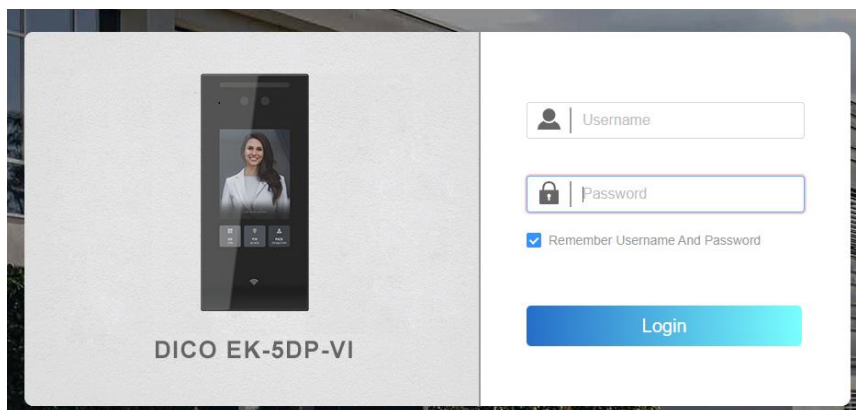 Username
Password
Remember Username And Password
Login
DICO EK-5DP-VI